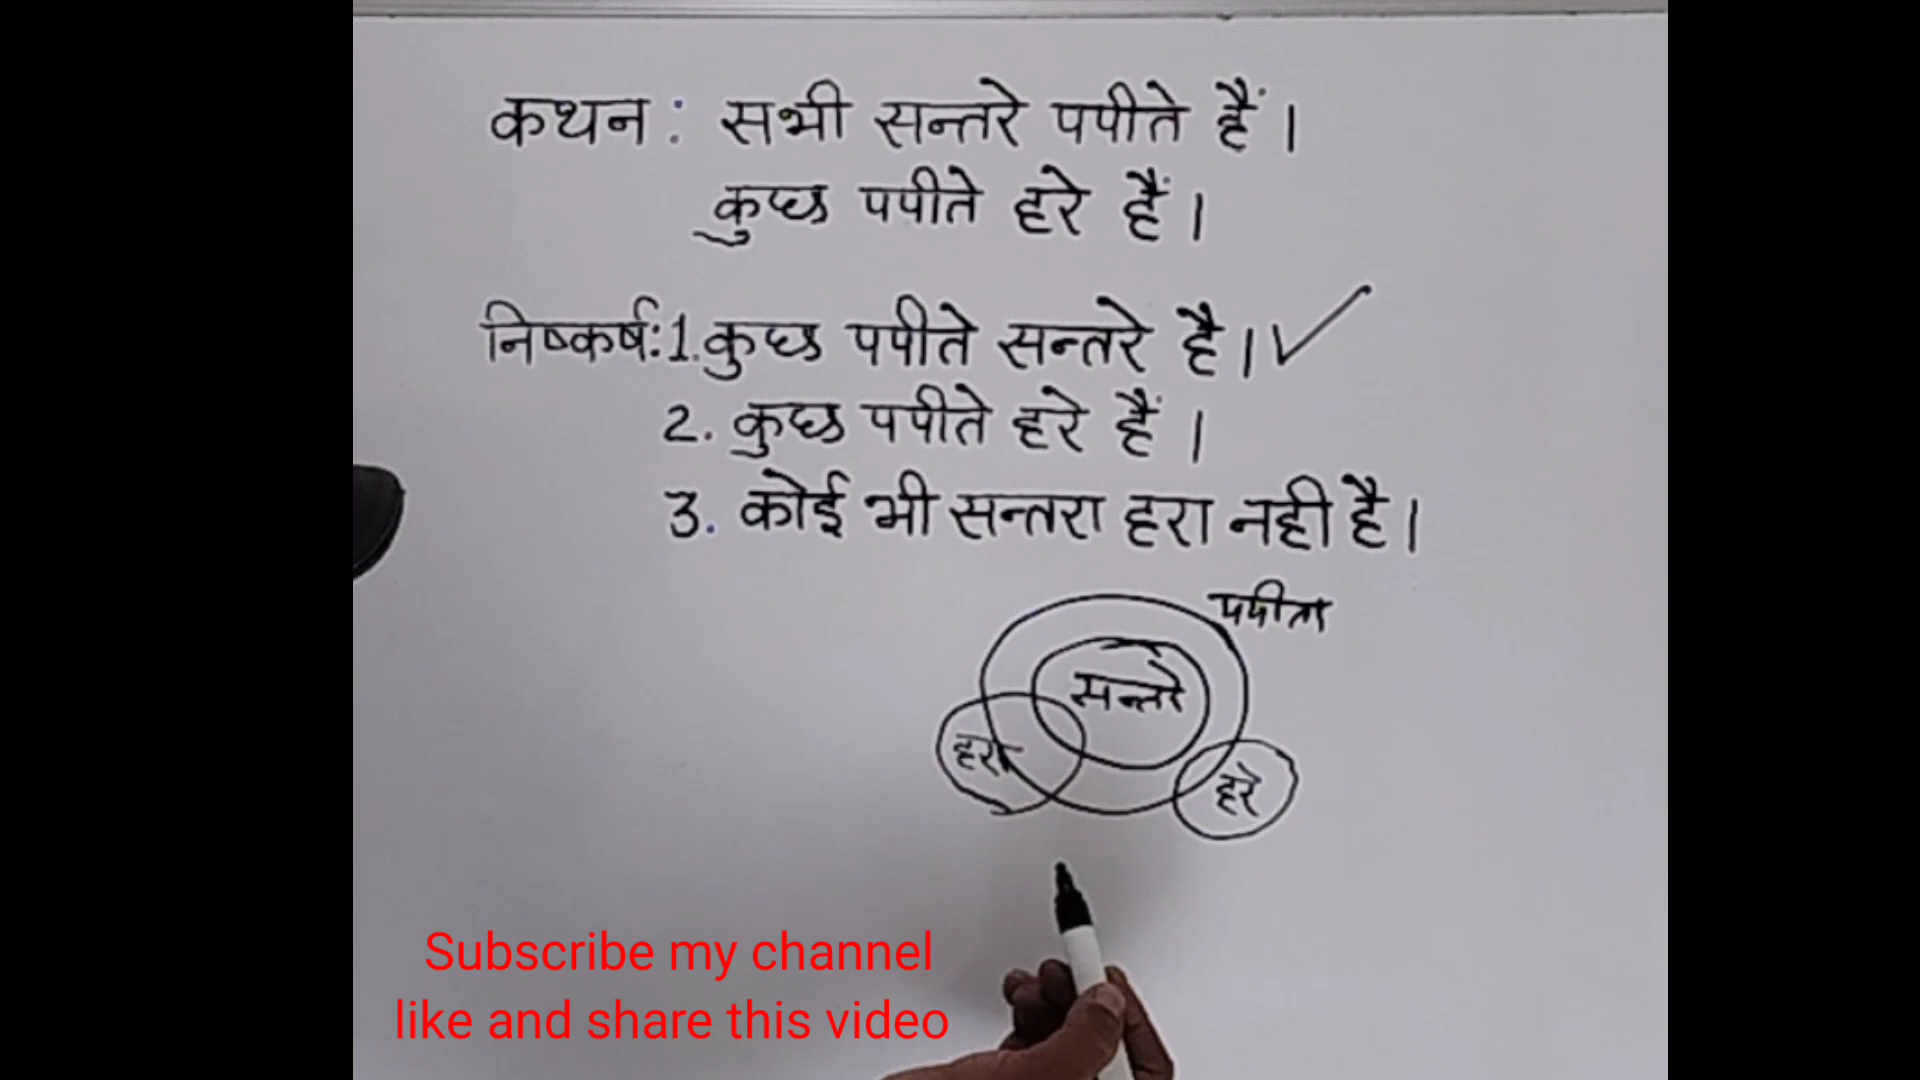 कथन : सभी सन्तरे पपीते हैं।
कुछ पपीते हरे हैं।
निष्कर्ष: 1. कुछ पपीते सन्तरे है।
2. कुछ पपीते हरे हैं।
3. कोई भी सन्तरा हरा नही है।
पपीता
सन्तरे
हरा
हरे
Subscribe my channel
like and share this video